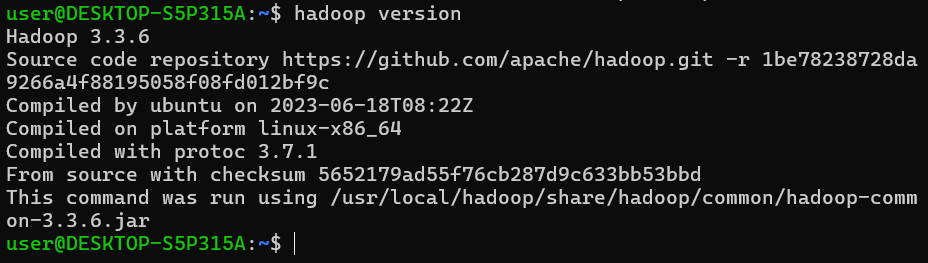 user@DESKTOP-S5P315A:~$ hadoop version
Hadoop 3.3.6
Source code repository https://github.com/apache/hadoop.git -r 1be78238728da
9266a4f88195058f08fd012bf9c
Compiled by ubuntu on 2023-06-18T08:22Z
Compiled on platform linux-x86_64
Compiled with protoc 3.7.1
From source with checksum 5652179ad55f76cb287d9c633bb53bbd
This command was run using /usr/local/hadoop/share/hadoop/common/hadoop-comm
on-3.3.6.jar
user@DESKTOP-S5P315A:~$